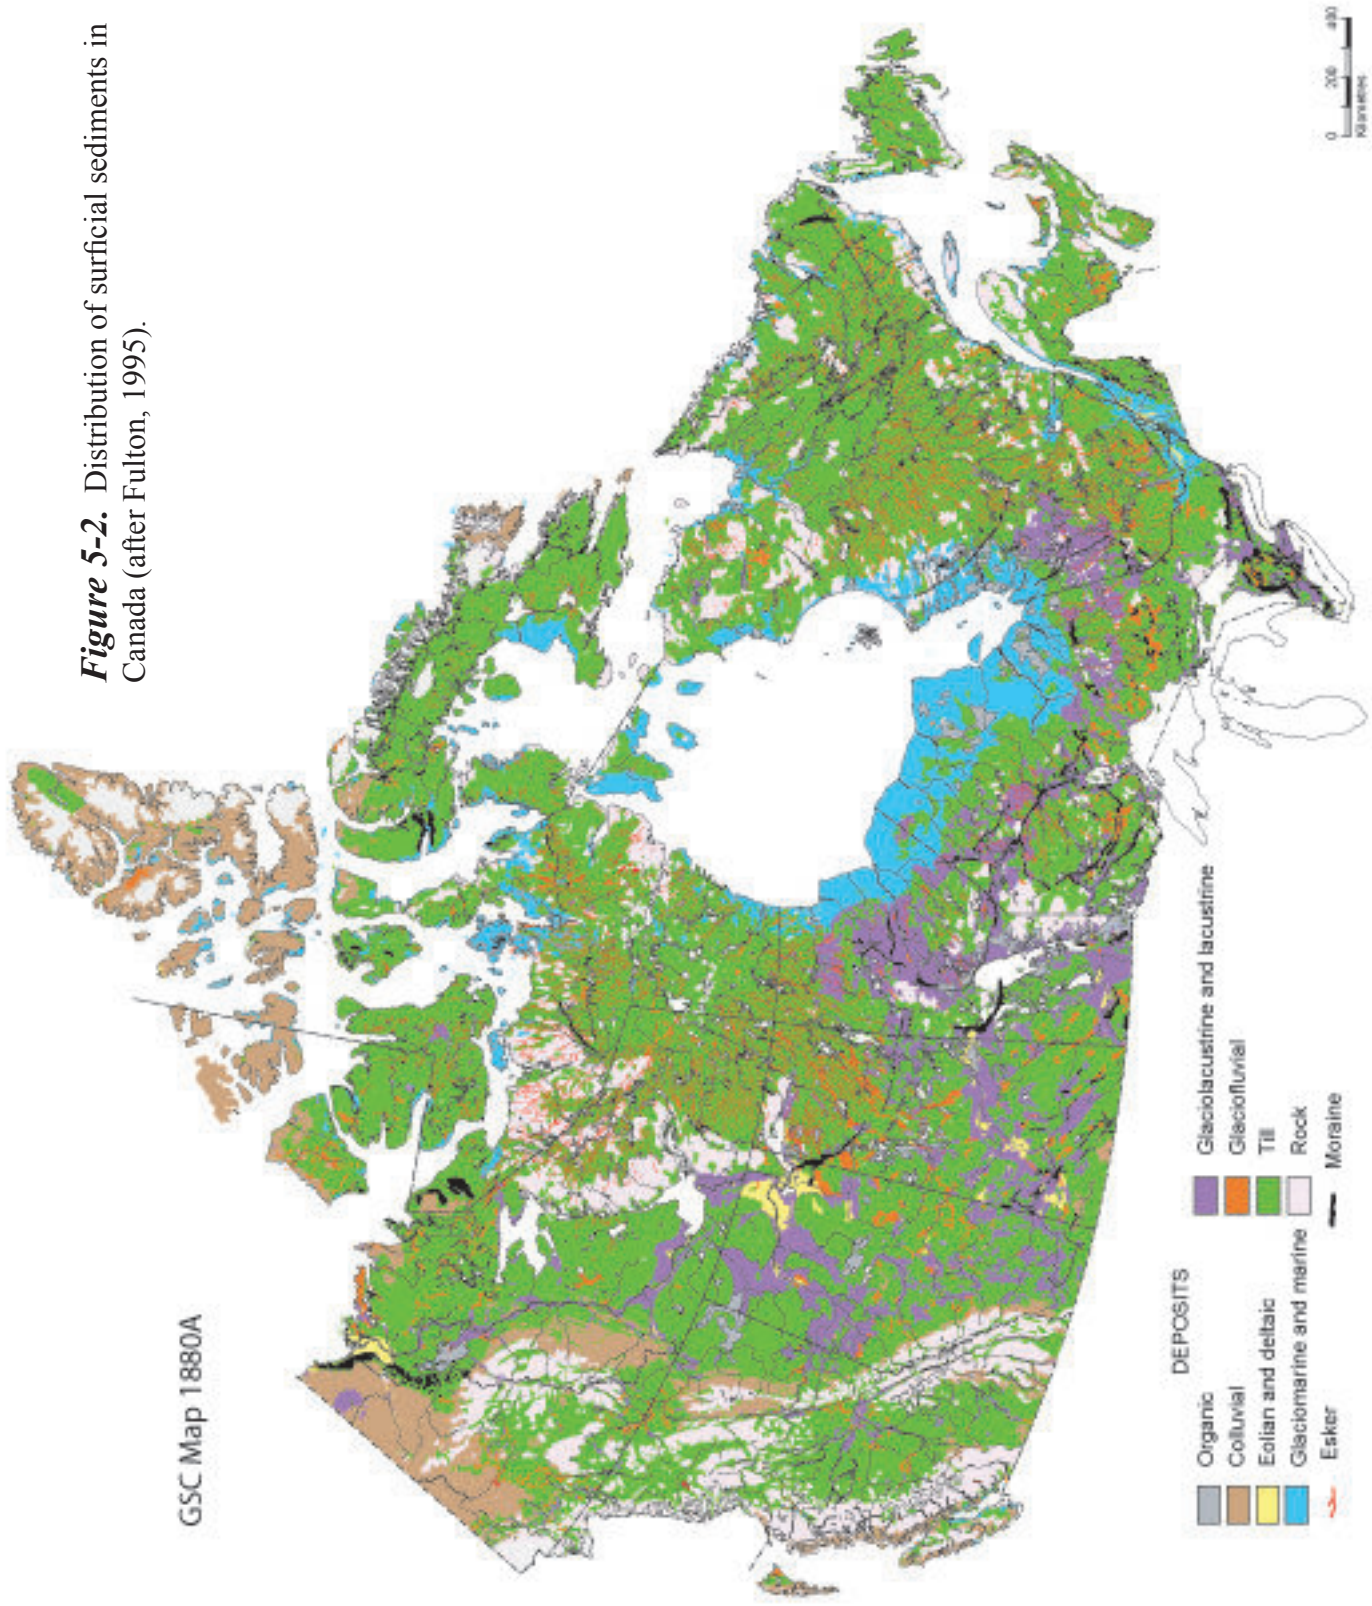 Figure 5-2. Distribution of surficial sediments in
Canada (after Fulton, 1995).
GSC Map 1880A
DEPOSITS
Organic
Colluvial
Eolian and deltaic
Glaciomarine and marine
Esker
Glaciolacustrine and lacustrine
Glaciofluvial
Till
Rock
Moraine
0 200 400
Kilometres